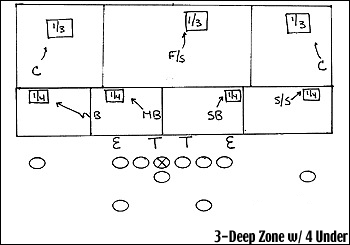 1/3 1/3 1/3
C F/S C
1/4 1/4 1/4 1/4
B MB SB S/S
E T T E
X
3-Deep Zone w/ 4 Under